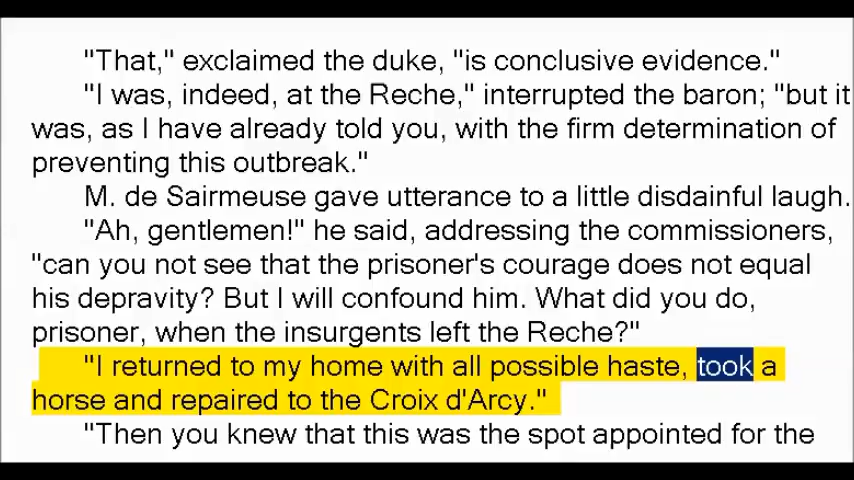 "That," exclaimed the duke, "is conclusive evidence."
"I was, indeed, at the Reche," interrupted the baron; "but it
was, as I have already told you, with the firm determination of
preventing this outbreak."
M. de Sairmeuse gave utterance to a little disdainful laugh.
"Ah, gentlemen!" he said, addressing the commissioners,
"can you not see that the prisoner's courage does not equal
his depravity? But I will confound him. What did you do,
prisoner, when the insurgents left the Reche?"
"I returned to my home with all possible haste, took a
horse and repaired to the Croix d'Arcy."
"Then you knew that this was the spot appointed for the